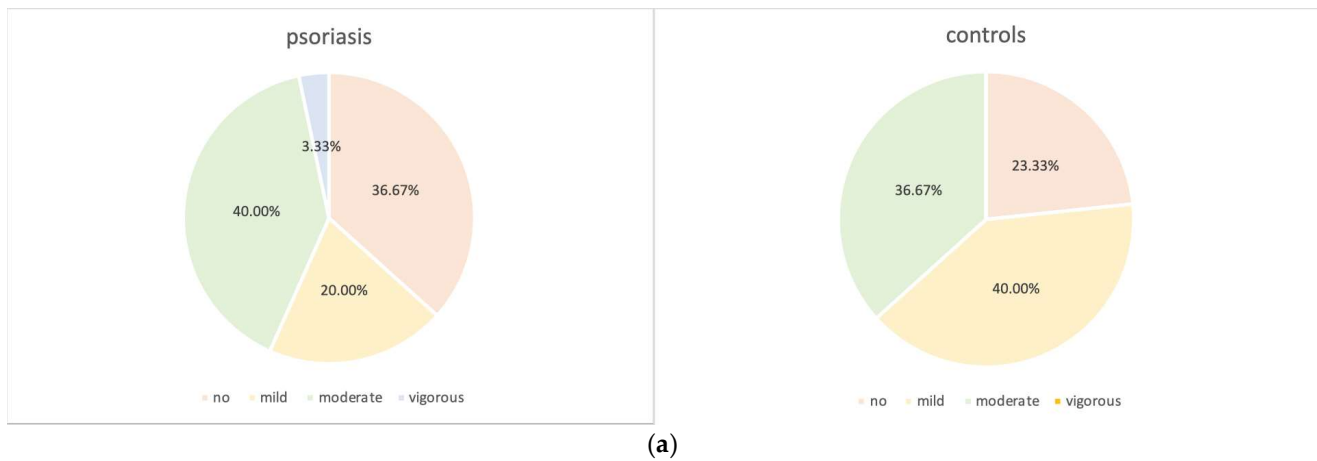 psoriasis
3.33%
36.67%
40.00%
20.00%
no mild moderate vigorous
controls
23.33%
36.67%
40.00%
no mild moderate vigorous
(a)